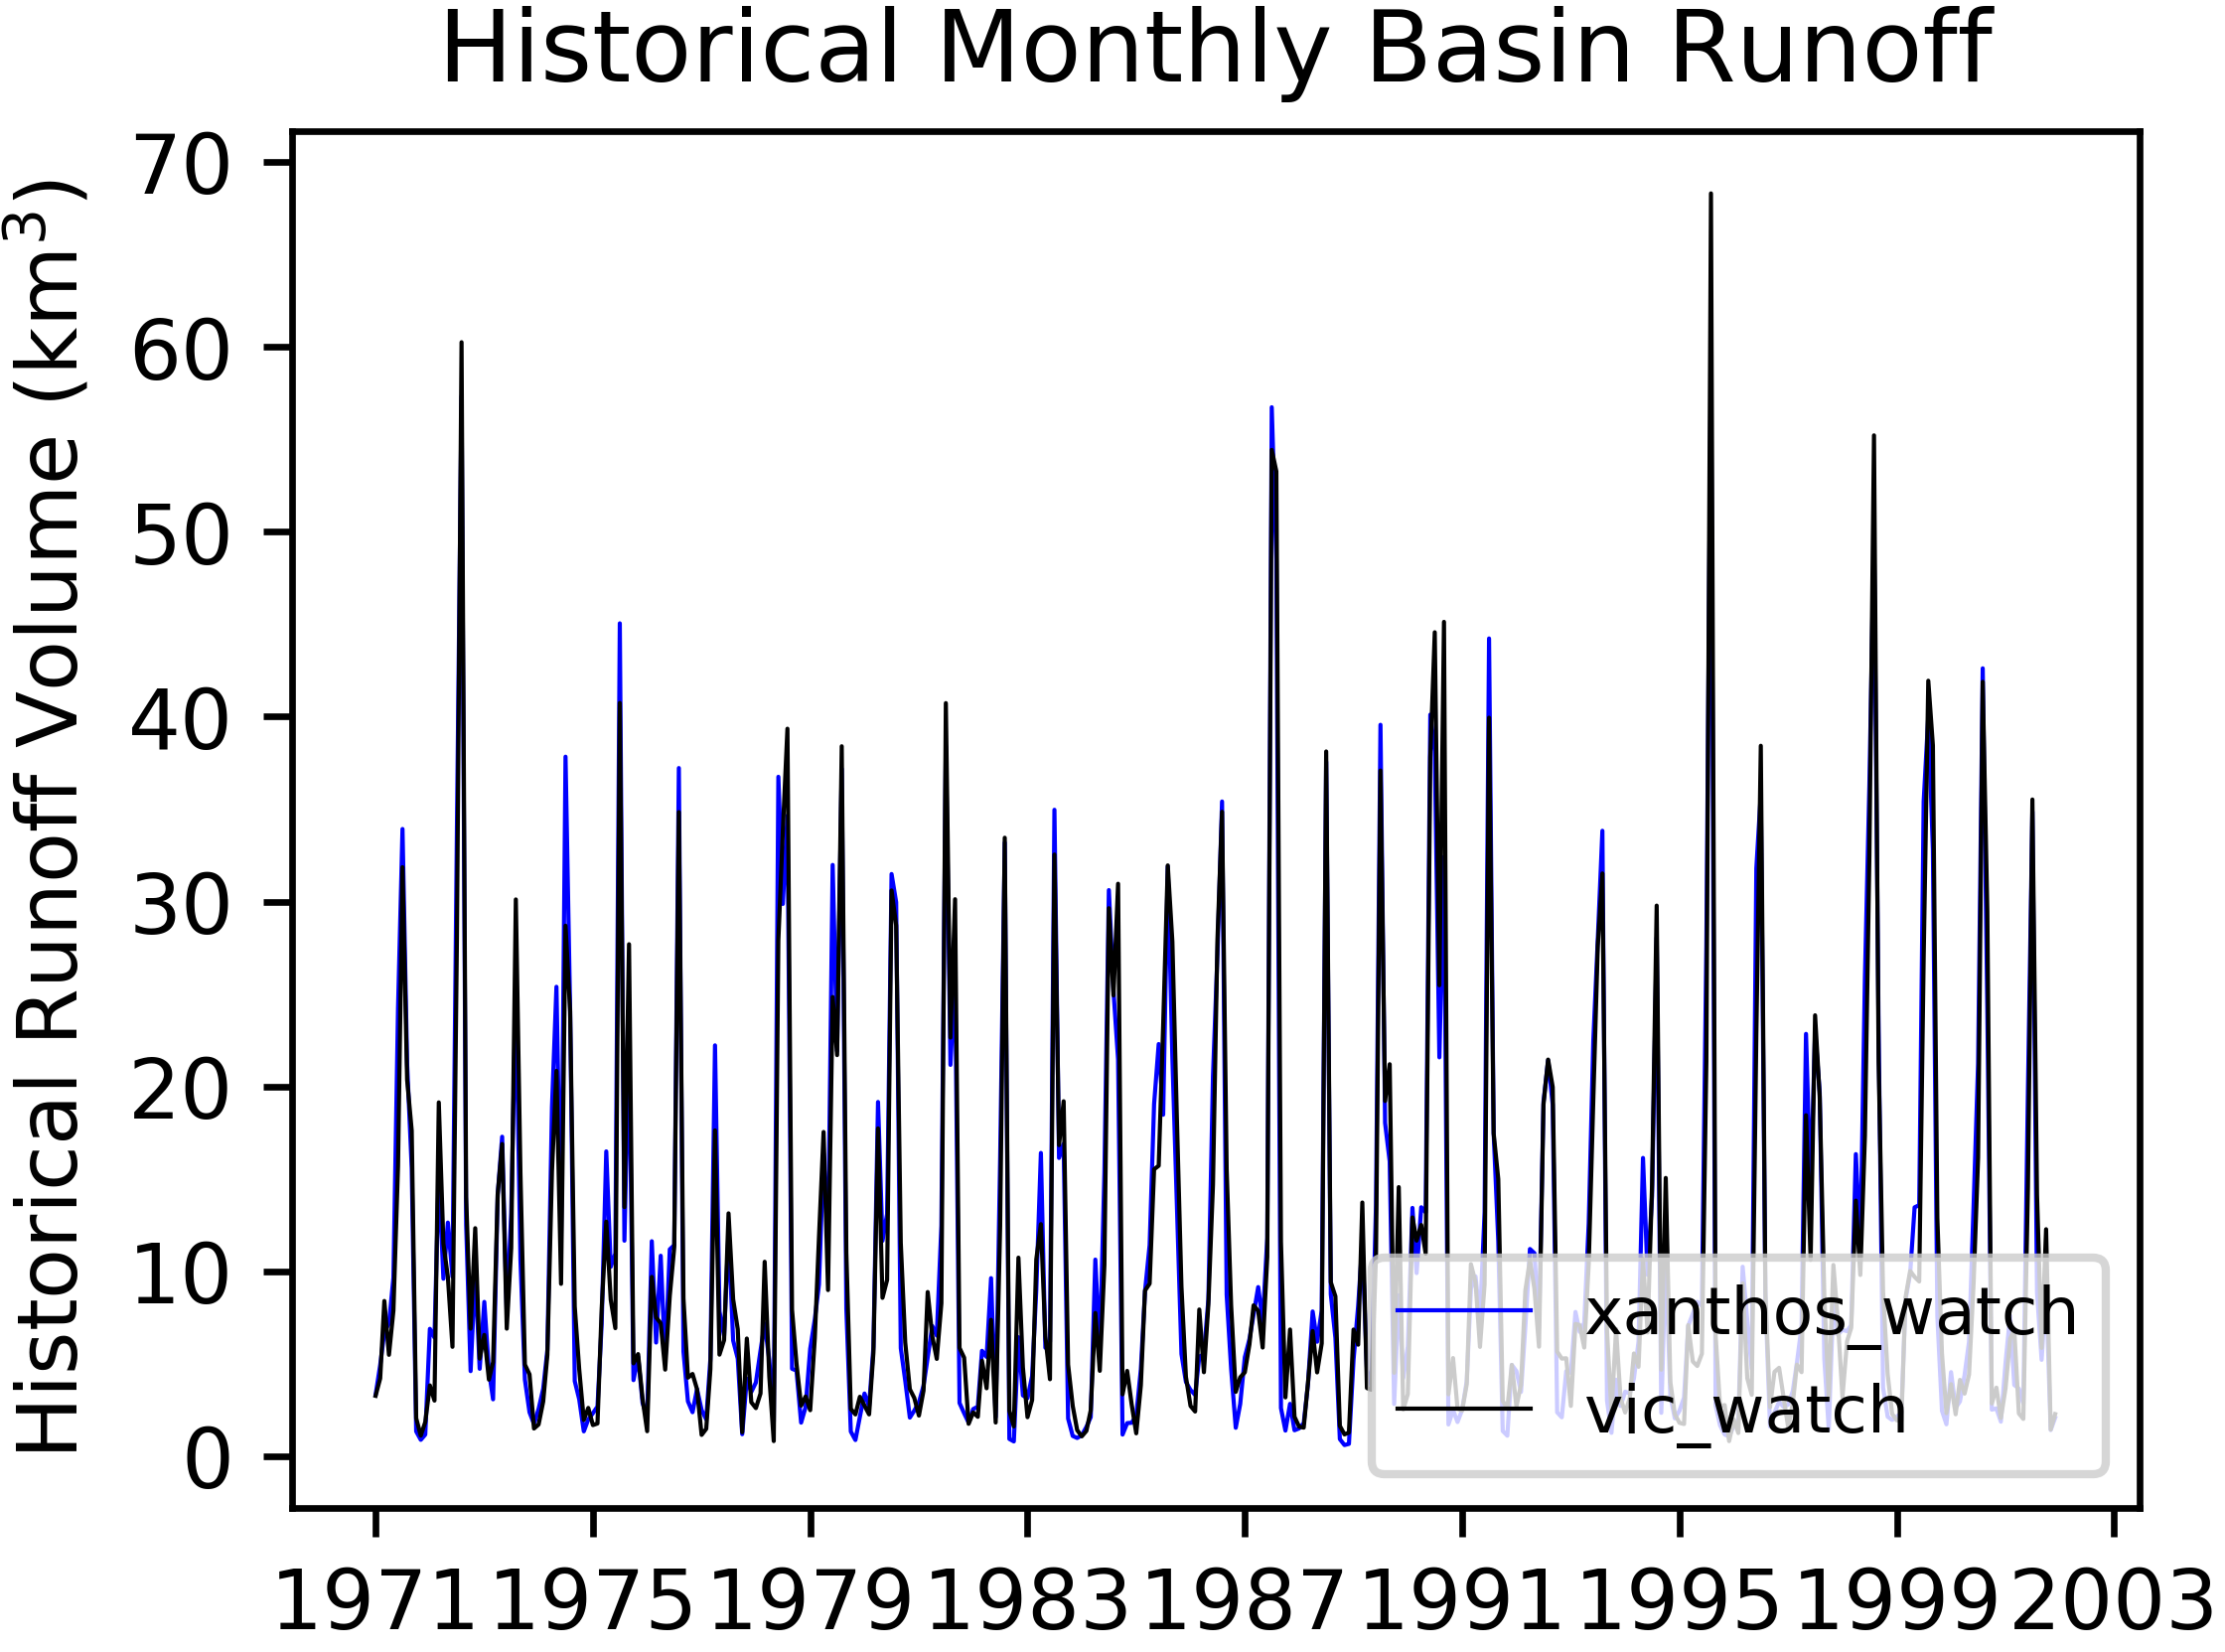 Historical Monthly Basin Runoff
Historical Runoff Volume (km³)
70
60
50
40
30
20
10
0
1971 1975 1979 1983 1987 1991 1995 1999 2003
xanthos_watch
vic_watch